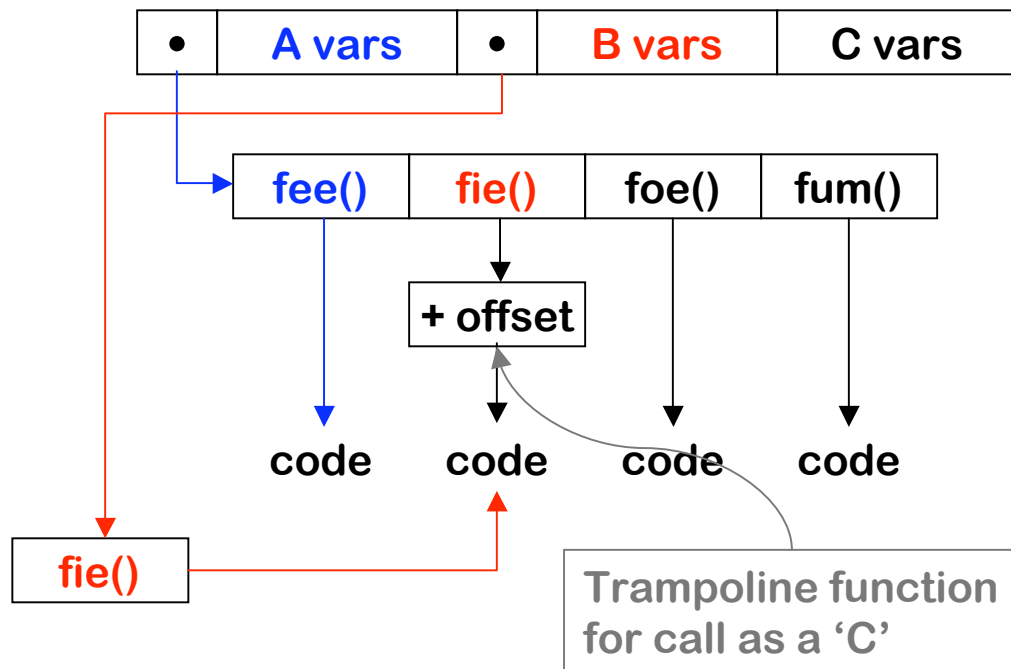 • A vars • B vars C vars
fee() fie() foe() fum()
+ offset
code code code code
fie()
Trampoline function
for call as a ‘C’